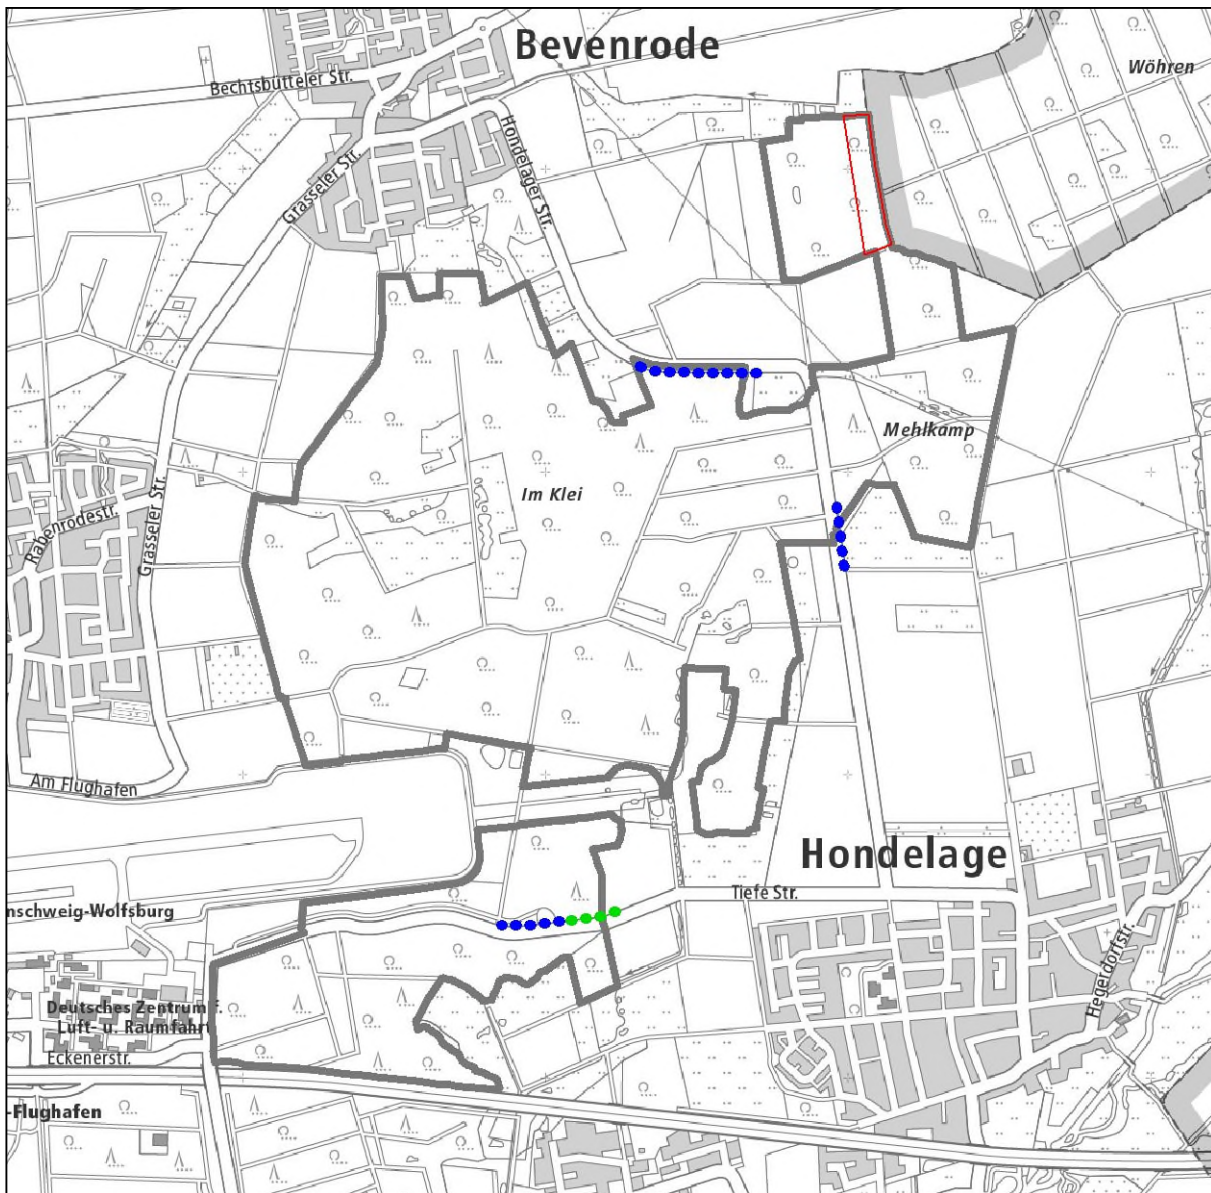 Bevenrode
Wöhren
Bechtsbütteler Str.
Hondelager Str.
Grasseler Str.
Mehlkamp
Im Klei
Rabenrodestr.
Grasseler Str.
Am Flughafen
Hondelage
Tiefe Str.
nschweig-Wolfsburg
Hegerdorfstr.
Deutsches Zentrum f.
Luft- u. Raumfahrt
Eckenerstr.
-Flughafen